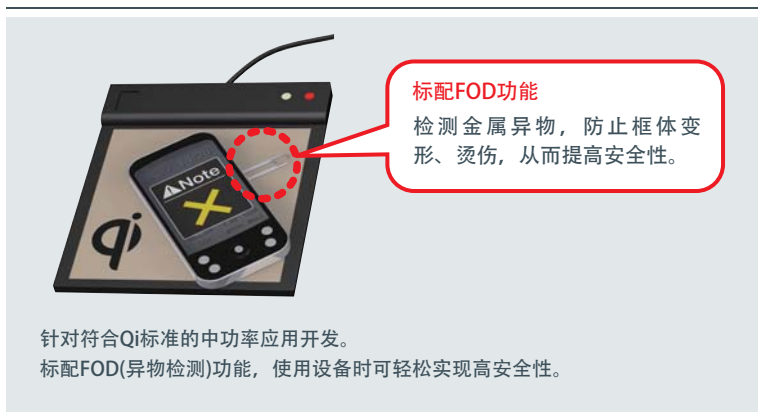 标配FOD功能
检测金属异物，防止框体变
形、烫伤，从而提高安全性。
Note
qi
针对符合Qi标准的中功率应用开发。
标配FOD(异物检测)功能，使用设备时可轻松实现高安全性。